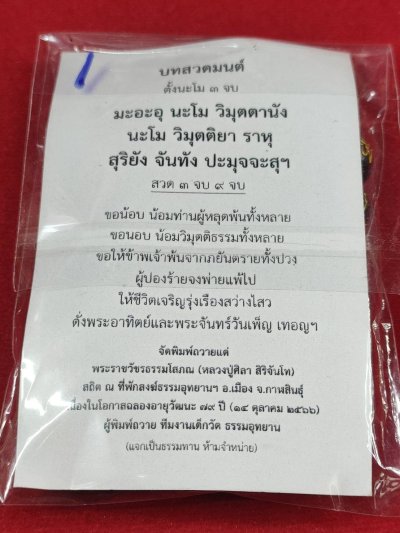 บทสวดมนต์
ตั้งนะโม ๓ จบ
มะอะอุ นะโม วิมุตตานัง
นะโม วิมุตติยา ราหุ
สุริยัง จันทัง ปะมุจจะสุฯ
สวด ๓ จบ ๙ จบ
ขอน้อบ น้อมท่านผู้หลุดพ้นทั้งหลาย
ขอนอบ น้อมวิมุตติธรรมทั้งหลาย
ขอให้ข้าพเจ้าพ้นจากภยันตรายทั้งปวง
ผู้ปองร้ายจงพ่ายแพ้ไป
ให้ชีวิตเจริญรุ่งเรืองสว่างไสว
ดั่งพระอาทิตย์และพระจันทร์วันเพ็ญ เทอญฯ
จัดพิมพ์ถวายแด่
พระราชวัชรธรรมโสภณ (หลวงปู่ศิลา สิริจันโท)
สถิต ณ ที่พักสงฆ์ธรรมอุทยานฯ อ.เมือง จ.กาฬสินธุ์
เนื่องในโอกาสฉลองอายุวัฒนะ ๗๙ ปี (๑๔ ตุลาคม ๒๕๖๖)
ผู้พิมพ์ถวาย ทีมงานเด็กวัด ธรรมอุทยาน
(แจกเป็นธรรมทาน ห้ามจำหน่าย)